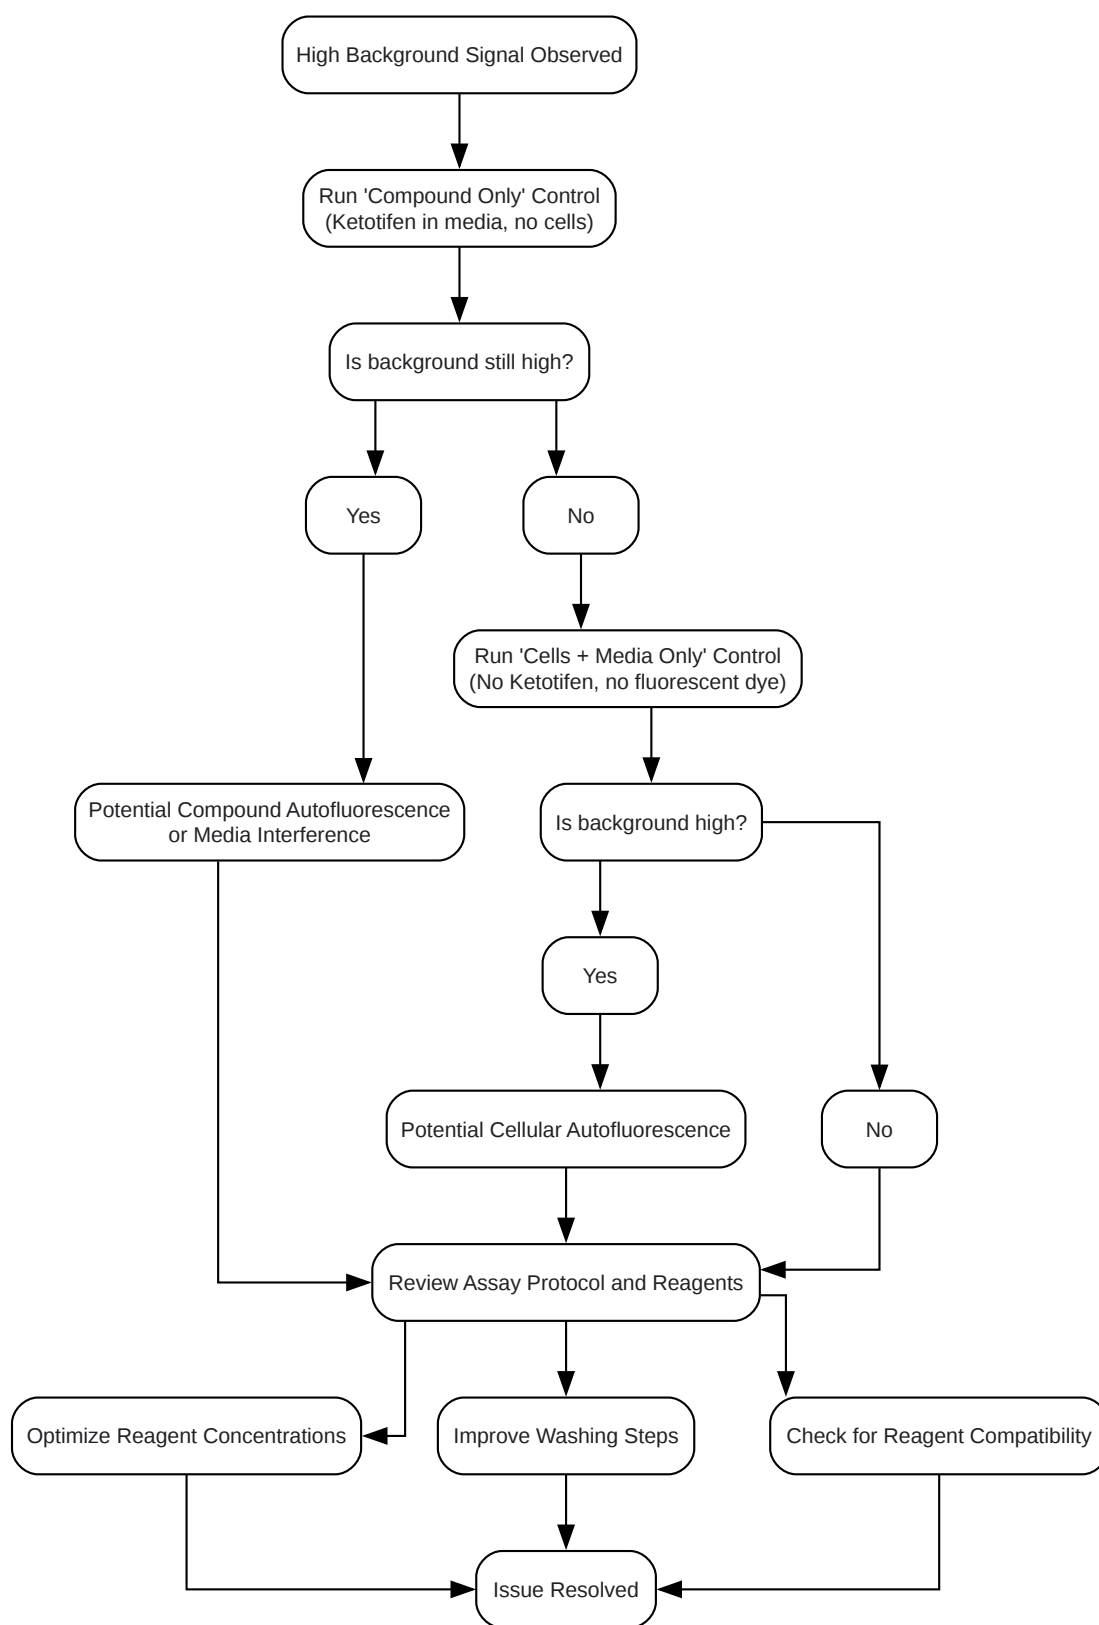 High Background Signal Observed
Run 'Compound Only' Control
(Ketotifen in media, no cells)
Is background still high?
Yes
No
Run 'Cells + Media Only' Control
(No Ketotifen, no fluorescent dye)
Potential Compound Autofluorescence
or Media Interference
Is background high?
Yes
Potential Cellular Autofluorescence
No
Review Assay Protocol and Reagents
Optimize Reagent Concentrations
Improve Washing Steps
Check for Reagent Compatibility
Issue Resolved